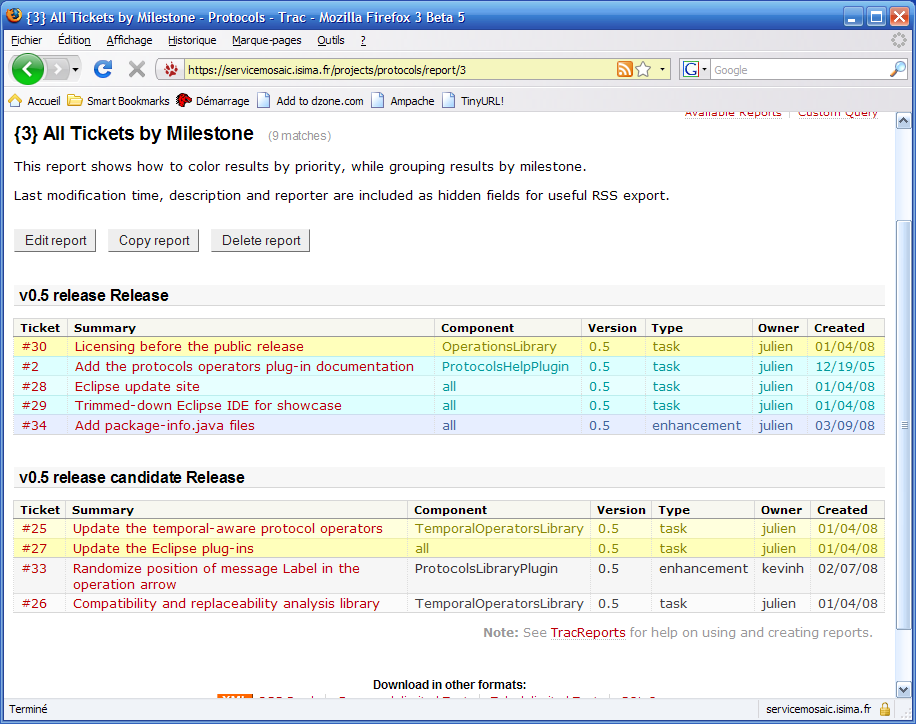 {3} All Tickets by Milestone - Protocols - Trac - Mozilla Firefox 3 Beta 5
Fichier Édition Affichage Historique Marque-pages Outils ?
https://servicemosaic.isima.fr/projects/protocols/report/3 G Google
Accueil Smart Bookmarks Démarrage Add to dzone.com Ampache TinyURL!
Available Reports Custom Query
{3} All Tickets by Milestone (9 matches)
This report shows how to color results by priority, while grouping results by milestone.
Last modification time, description and reporter are included as hidden fields for useful RSS export.
Edit report Copy report Delete report
v0.5 release Release
Ticket Summary Component Version Type Owner Created
#30 Licensing before the public release OperationsLibrary 0.5 task julien 01/04/08
#2 Add the protocols operators plug-in documentation ProtocolsHelpPlugin 0.5 task julien 12/19/05
#28 Eclipse update site all 0.5 task julien 01/04/08
#29 Trimmed-down Eclipse IDE for showcase all 0.5 task julien 01/04/08
#34 Add package-info.java files all 0.5 enhancement julien 03/09/08
v0.5 release candidate Release
Ticket Summary Component Version Type Owner Created
#25 Update the temporal-aware protocol operators TemporalOperatorsLibrary 0.5 task julien 01/04/08
#27 Update the Eclipse plug-ins all 0.5 task julien 01/04/08
#33 Randomize position of message Label in the ProtocolsLibraryPlugin 0.5 enhancement kevinh 02/07/08
operation arrow
#26 Compatibility and replaceability analysis library TemporalOperatorsLibrary 0.5 task julien 01/04/08
Note: See TracReports for help on using and creating reports.
Download in other formats:
Terminé servicemosaic.isima.fr